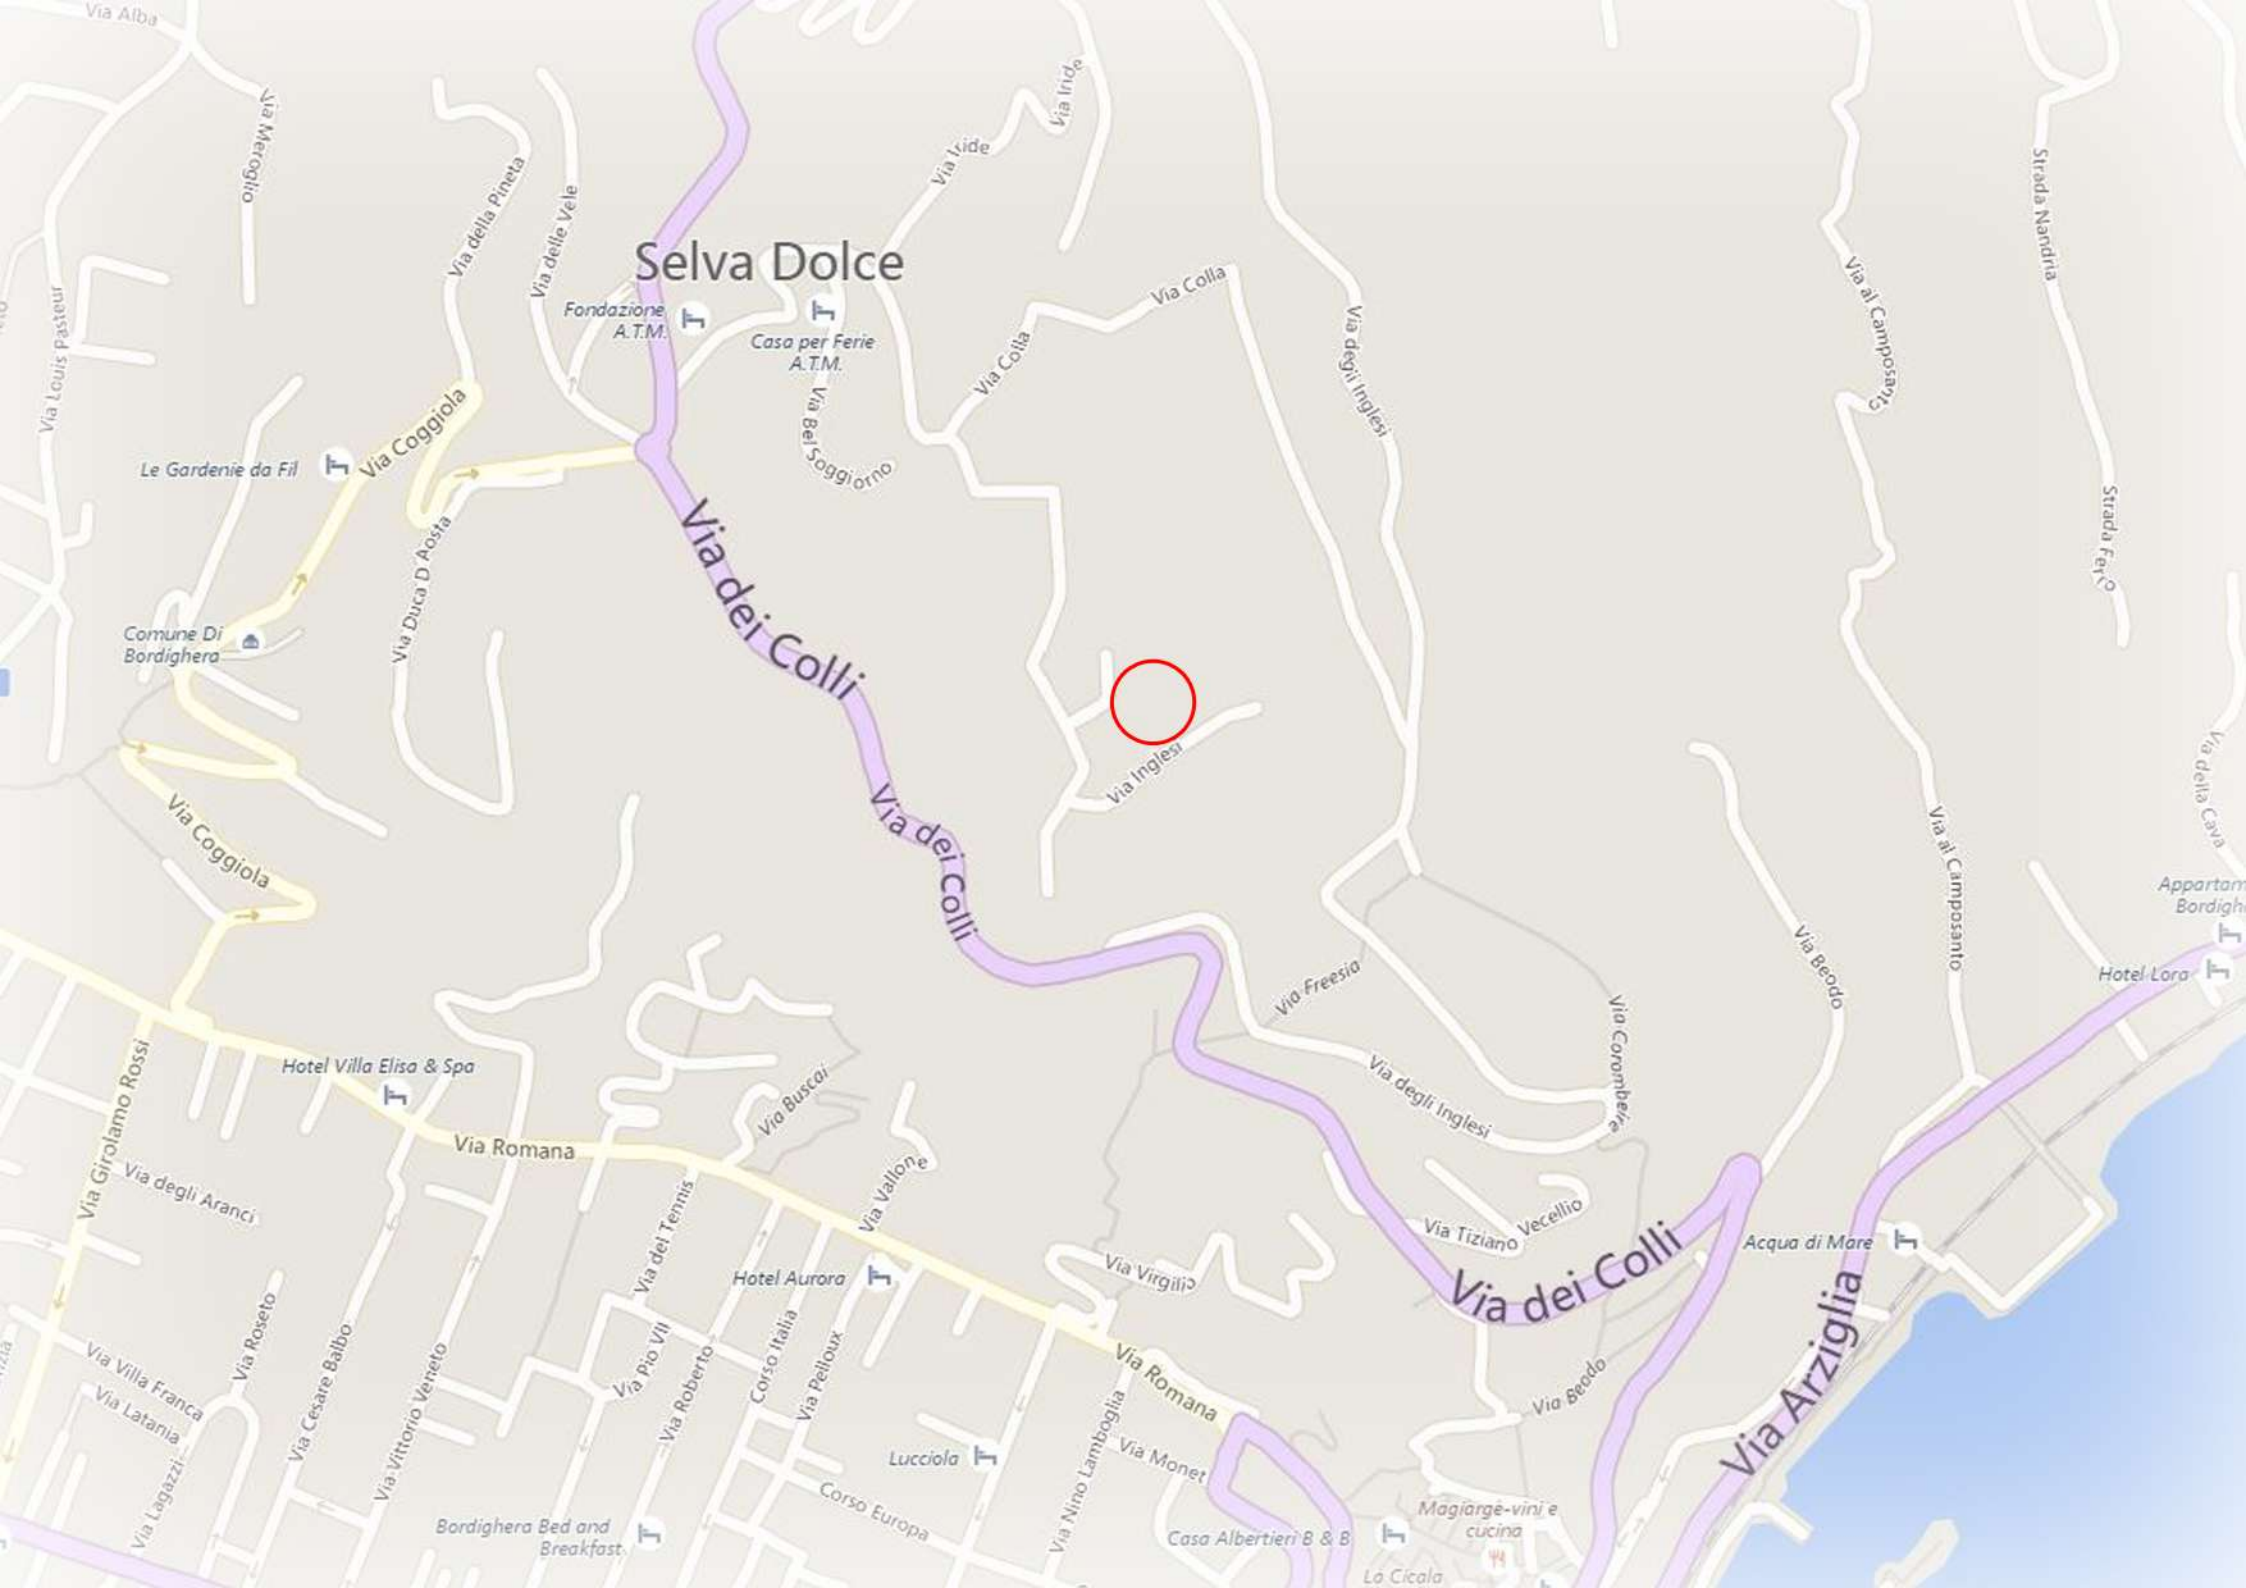 Via Alba
Via Meroglio
Via della Pineta
Via delle Vele
Via Iride
Via Iride
Strada Nandria
Via al Camposanto
Selva Dolce
Fondazione
A.T.M.
Casa per Ferie
A.T.M.
Via Colla
Via Colla
Via degli Inglesi
Via Louis Pasteur
Via Coggiola
Le Gardenie da Fil
Via Bel Soggiorno
Strada Ferro
Via Duca D Aosta
Via dei Colli
Comune Di
Bordighera
Via Inglesi
Via dei Colli
Via Coggiola
Via al Camposanto
Via della Cava
Appartam
Bordigh
Via Beodo
Hotel Lora
Via Freesia
Via Corombeire
Via Girolamo Rossi
Hotel Villa Elisa & Spa
Via Buscai
Via degli Inglesi
Via Romana
Via degli Aranci
Via Vallone
Via dei Tennis
Via Tiziano Vecellio
Via dei Colli
Acqua di Mare
Via Virgilio
Hotel Aurora
Via Arziglia
Via Roseto
Via Villa Franca
Via Latania
Via Cesare Balbo
Via Vittorio Veneto
Via Pio VII
Via Roberto
Corso Italia
Via Pelloux
Via Romana
Via Beodo
Via Lagazzi
Lucciola
Via Nino Lamboglia
Via Monet
Corso Europa
Bordighera Bed and
Breakfast
Casa Albertieri B & B
Magiargè-vini e
cucina
La Cicala